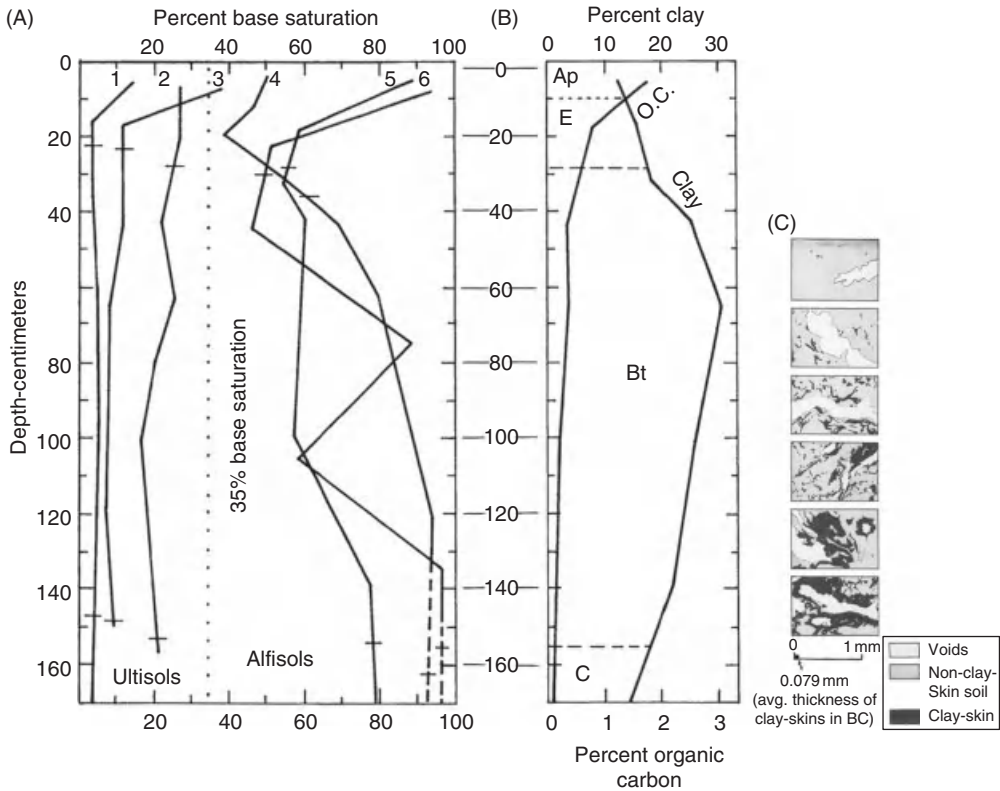 (A)
Percent base saturation
20 40 60 80 100
0
20
40
60
80
100
120
140
160
Depth-centimeters
1 2 3 4 5 6
35% base saturation
Ultisols
Alfisols
20 40 60 80 100
(B)
Percent clay
0 10 20 30
0
20
40
60
80
100
120
140
160
Ap
E
O.C.
Clay
Bt
C
0 1 2 3
Percent organic
carbon
(C)
0 1 mm
0.079 mm
(avg. thickness of
clay-skins in BC)
Voids
Non-clay-
Skin soil
Clay-skin